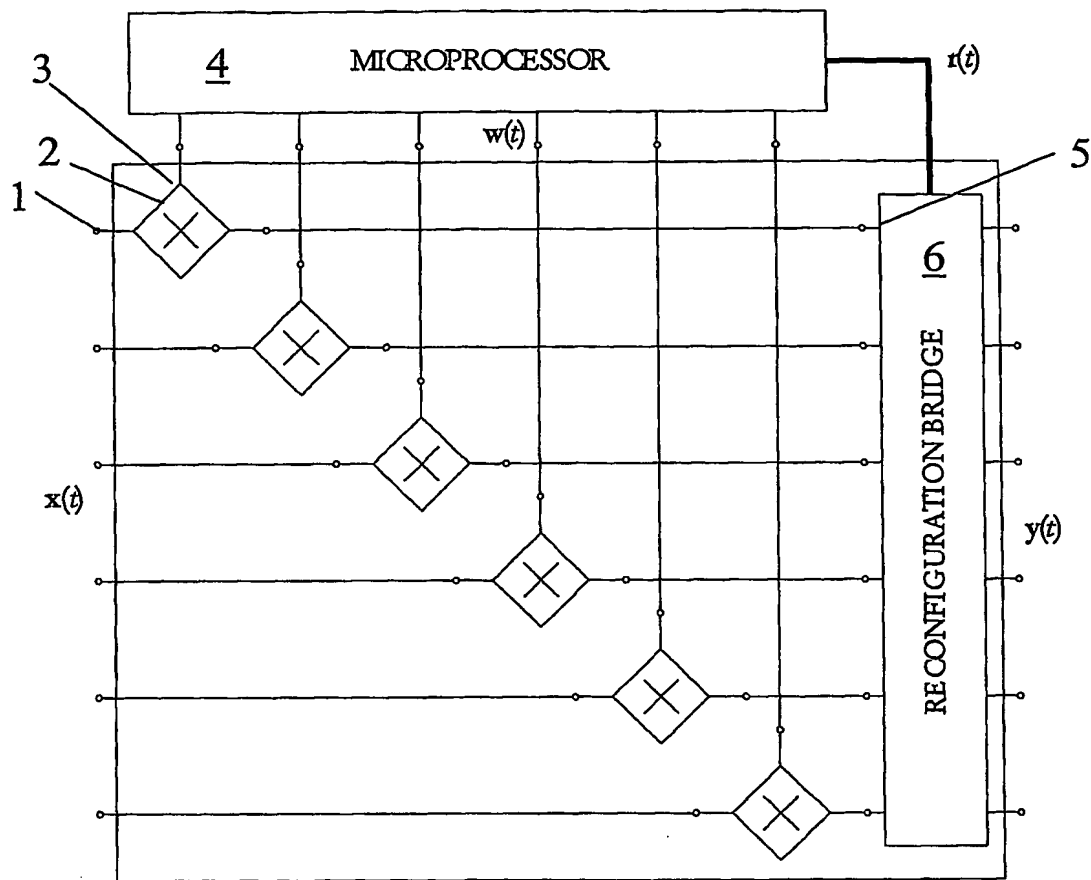 4 MICROPROCESSOR
r(t)
3
w(t)
2
5
1
6
RECONFIGURATION BRIDGE
x(t)
y(t)